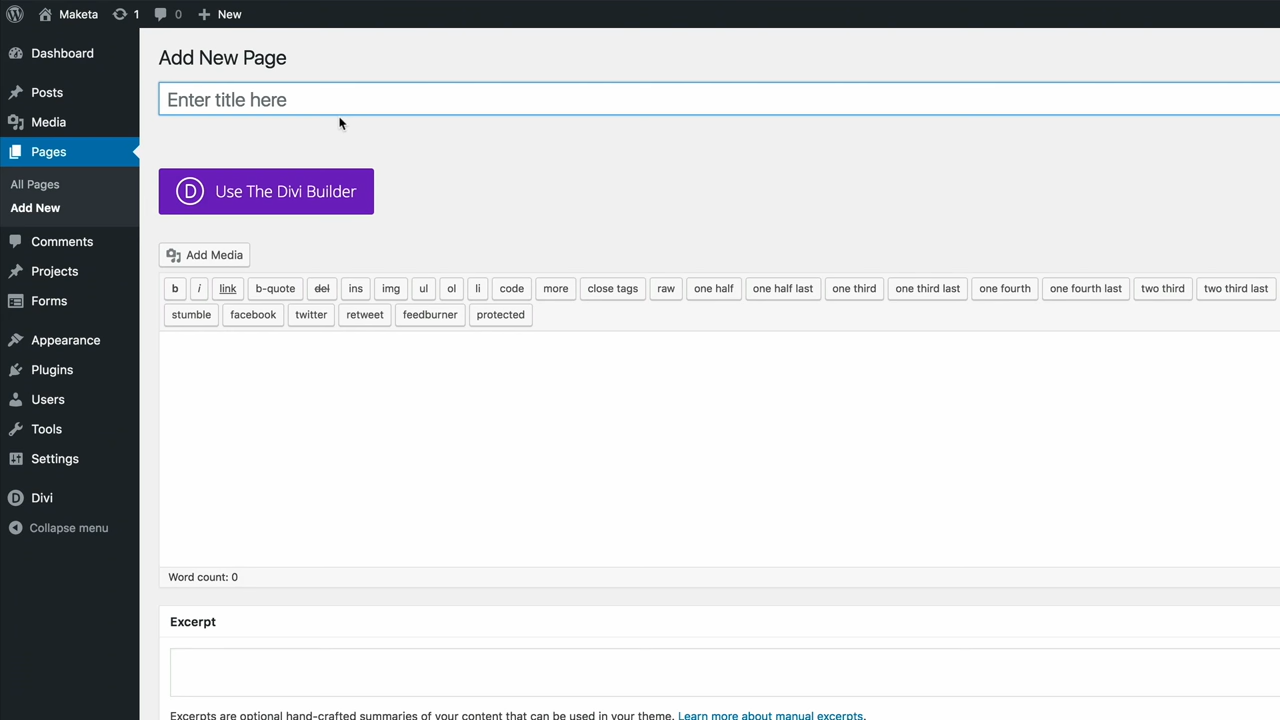 Maketa 1 0 + New
Dashboard
Posts
Media
Pages
All Pages
Add New
Comments
Projects
Forms
Appearance
Plugins
Users
Tools
Settings
Divi
Collapse menu
Add New Page
Enter title here
D Use The Divi Builder
Add Media
b i link b-quote del ins img ul ol li code more close tags raw one half one half last one third one third last one fourth one fourth last two third two third last
stumble facebook twitter retweet feedburner protected
Word count: 0
Excerpt
Excerpts are optional hand-crafted summaries of your content that can be used in your theme. Learn more about manual excerpts.